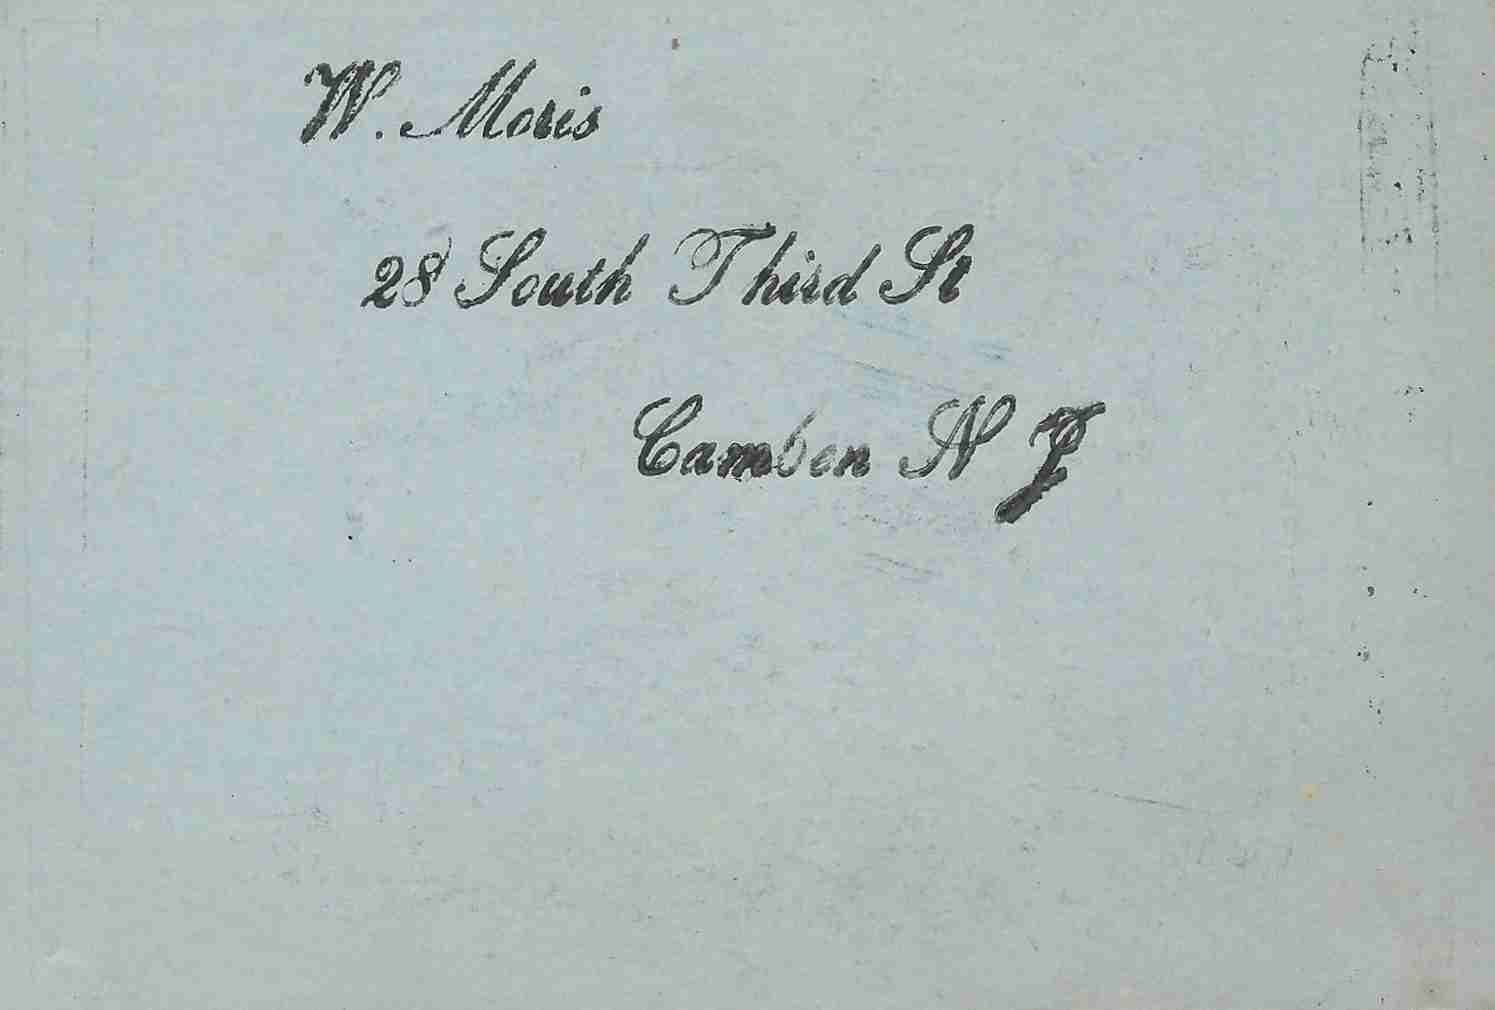 W. Moris
28 South Third St
Camben N J